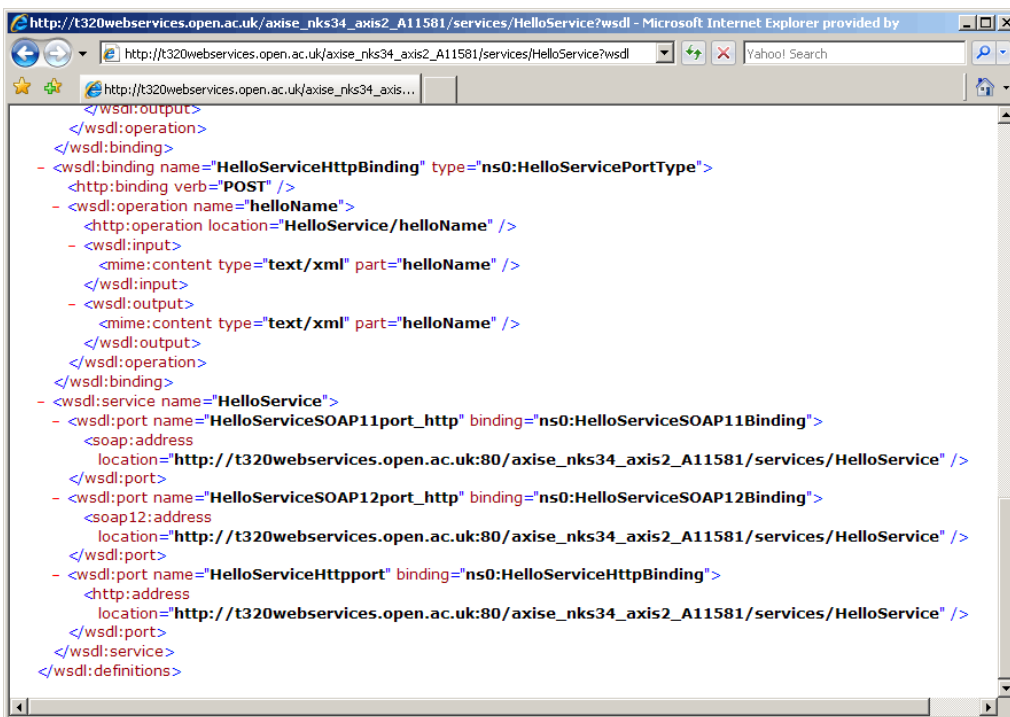 http://t320webservices.open.ac.uk/axise_nks34_axis2_A11581/services/HelloService?wsdl - Microsoft Internet Explorer provided by
http://t320webservices.open.ac.uk/axise_nks34_axis2_A11581/services/HelloService?wsdl
Yahoo! Search
http://t320webservices.open.ac.uk/axise_nks34_axis...
</wsdl:output>
</wsdl:operation>
</wsdl:binding>
- <wsdl:binding name="HelloServiceHttpBinding" type="ns0:HelloServicePortType">
<http:binding verb="POST" />
- <wsdl:operation name="helloName">
<http:operation location="HelloService/helloName" />
- <wsdl:input>
<mime:content type="text/xml" part="helloName" />
</wsdl:input>
- <wsdl:output>
<mime:content type="text/xml" part="helloName" />
</wsdl:output>
</wsdl:operation>
</wsdl:binding>
- <wsdl:service name="HelloService">
- <wsdl:port name="HelloServiceSOAP11port_http" binding="ns0:HelloServiceSOAP11Binding">
<soap:address
location="http://t320webservices.open.ac.uk:80/axise_nks34_axis2_A11581/services/HelloService" />
</wsdl:port>
- <wsdl:port name="HelloServiceSOAP12port_http" binding="ns0:HelloServiceSOAP12Binding">
<soap12:address
location="http://t320webservices.open.ac.uk:80/axise_nks34_axis2_A11581/services/HelloService" />
</wsdl:port>
- <wsdl:port name="HelloServiceHttpport" binding="ns0:HelloServiceHttpBinding">
<http:address
location="http://t320webservices.open.ac.uk:80/axise_nks34_axis2_A11581/services/HelloService" />
</wsdl:port>
</wsdl:service>
</wsdl:definitions>